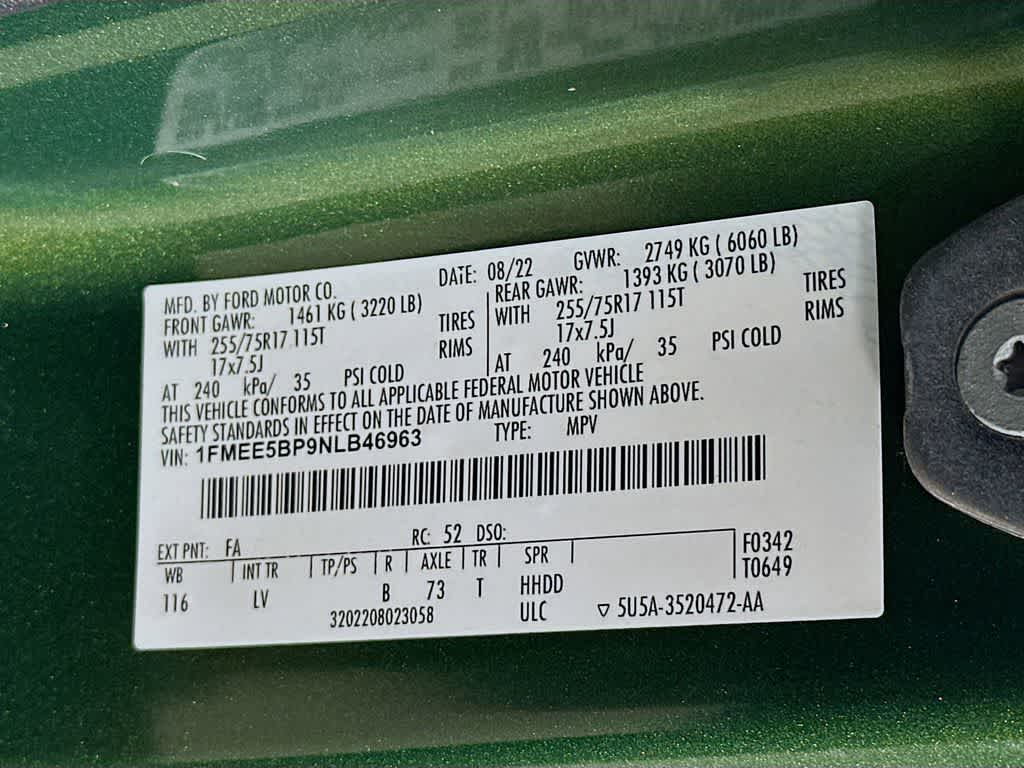 MFD. BY FORD MOTOR CO. DATE: 08/22 GVWR: 2749 KG ( 6060 LB)
FRONT GAWR: 1461 KG ( 3220 LB) REAR GAWR: 1393 KG ( 3070 LB)
WITH 255/75R17 115T TIRES WITH 255/75R17 115T TIRES
17x7.5J RIMS 17x7.5J RIMS
AT 240 kPa/ 35 PSI COLD AT 240 kPa/ 35 PSI COLD
THIS VEHICLE CONFORMS TO ALL APPLICABLE FEDERAL MOTOR VEHICLE
SAFETY STANDARDS IN EFFECT ON THE DATE OF MANUFACTURE SHOWN ABOVE.
VIN: 1FMEE5BP9NLB46963 TYPE: MPV
EXT PNT: FA RC: 52 DSO:
WB INT TR TP/PS R AXLE TR SPR F0342
116 LV B 73 T HHDD T0649
3202208023058 ULC ▽ 5U5A-3520472-AA